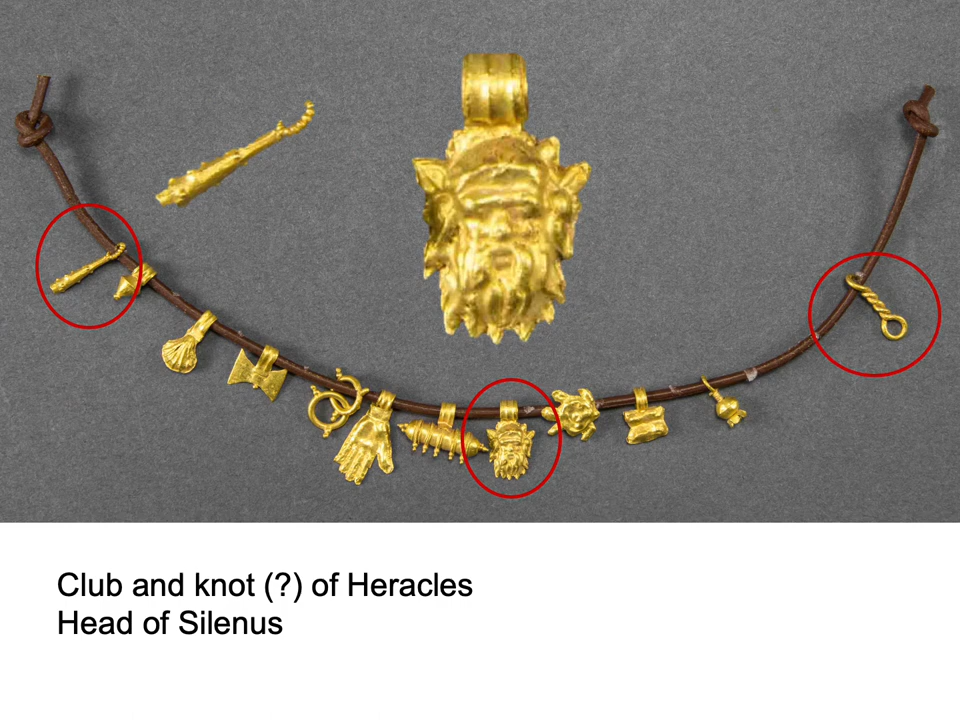 Club and knot (?) of Heracles
Head of Silenus